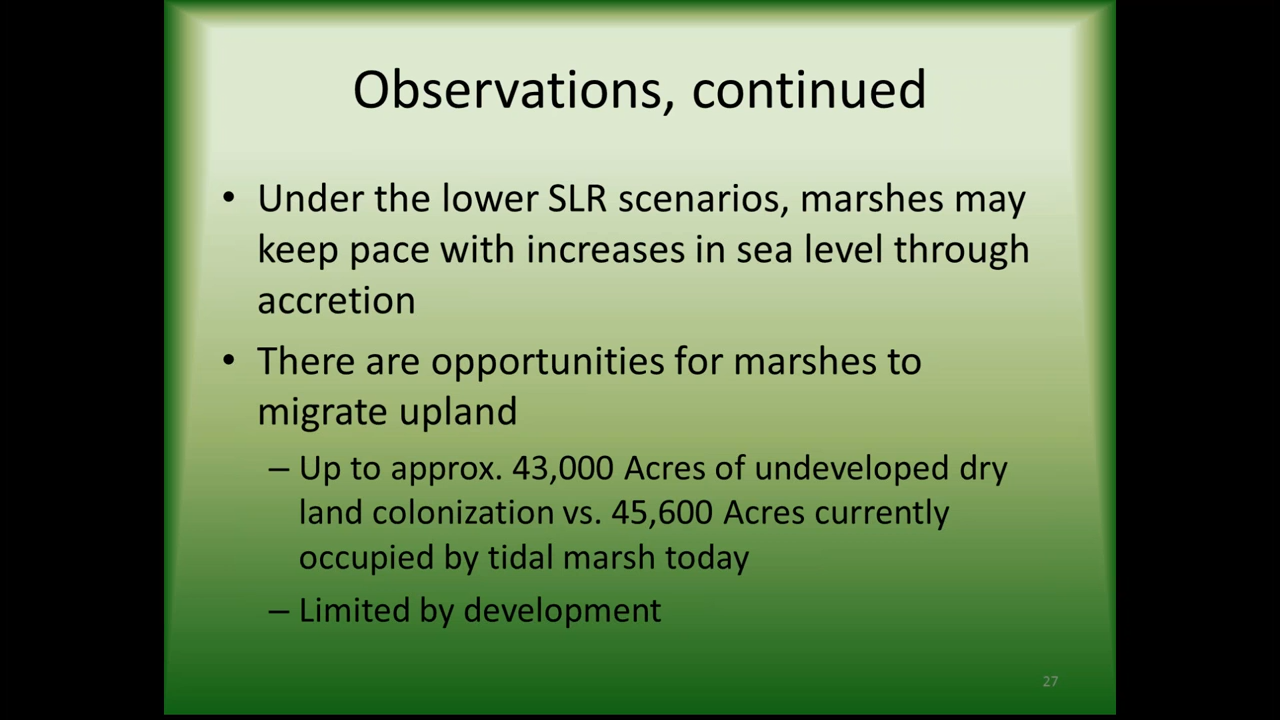 Observations, continued
• Under the lower SLR scenarios, marshes may
keep pace with increases in sea level through
accretion
• There are opportunities for marshes to
migrate upland
– Up to approx. 43,000 Acres of undeveloped dry
land colonization vs. 45,600 Acres currently
occupied by tidal marsh today
– Limited by development
27